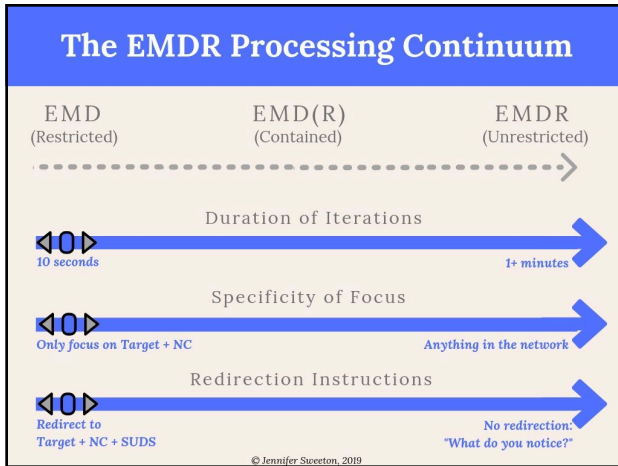 The EMDR Processing Continuum
EMD EMD(R) EMDR
(Restricted) (Contained) (Unrestricted)
Duration of Iterations
10 seconds 1+ minutes
Specificity of Focus
Only focus on Target + NC Anything in the network
Redirection Instructions
Redirect to No redirection:
Target + NC + SUDS "What do you notice?"
© Jennifer Sweeton, 2019